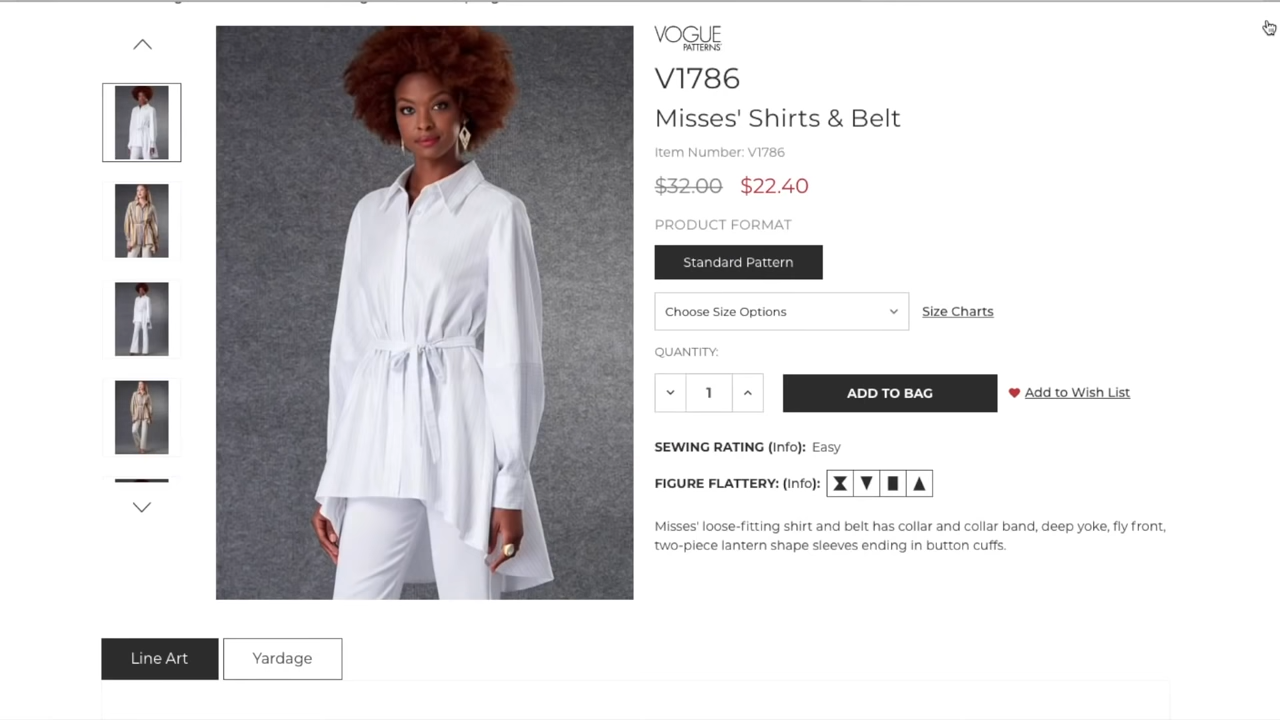 VOGUE
PATTERNS
V1786
Misses' Shirts & Belt
Item Number: V1786
$32.00 $22.40
PRODUCT FORMAT
Standard Pattern
Choose Size Options Size Charts
QUANTITY:
1 ADD TO BAG Add to Wish List
SEWING RATING (Info): Easy
FIGURE FLATTERY: (Info):
Misses' loose-fitting shirt and belt has collar and collar band, deep yoke, fly front,
two-piece lantern shape sleeves ending in button cuffs.
Line Art Yardage